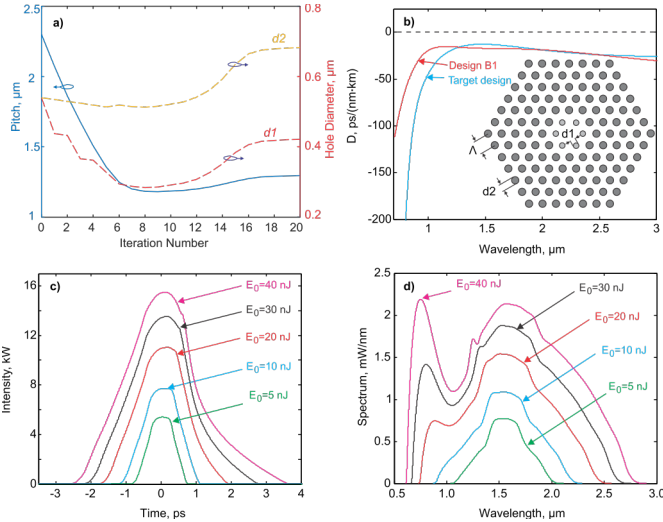 a)
2.5
2
1.5
1
Pitch, µm
0.8
0.6
0.4
0.2
Hole Diameter, µm
d2
d1
0 2 4 6 8 10 12 14 16 18 20
Iteration Number
b)
0
-50
-100
-150
-200
D, ps/(nm·km)
Design B1
Target design
d1
Λ
d2
1 1.5 2 2.5 3
Wavelength, µm
c)
16
12
8
4
0
Intensity, kW
E0=40 nJ
E0=30 nJ
E0=20 nJ
E0=10 nJ
E0=5 nJ
-3 -2 -1 0 1 2 3 4
Time, ps
d)
2.5
2
1.5
1
0.5
0
Spectrum, mW/nm
E0=40 nJ
E0=30 nJ
E0=20 nJ
E0=10 nJ
E0=5 nJ
0.5 1 1.5 2 2.5 3
Wavelength, µm